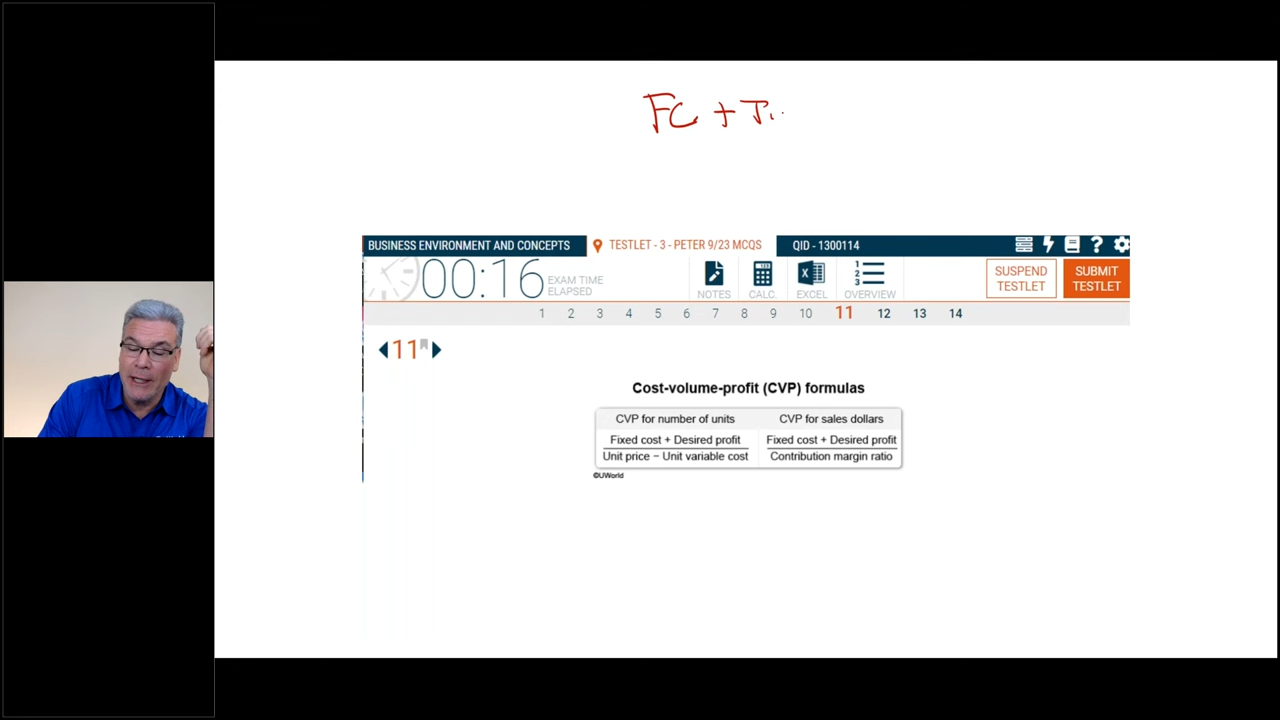 FC +
BUSINESS ENVIRONMENT AND CONCEPTS
TESTLET - 3 - PETER 9/23 MCQS
QID - 1300114
00:16
EXAM TIME
ELAPSED
NOTES
CALC.
EXCEL
OVERVIEW
SUSPEND
TESTLET
SUBMIT
TESTLET
1 2 3 4 5 6 7 8 9 10 11 12 13 14
11
Cost-volume-profit (CVP) formulas
CVP for number of units
Fixed cost + Desired profit
Unit price − Unit variable cost
CVP for sales dollars
Fixed cost + Desired profit
Contribution margin ratio
©UWorld